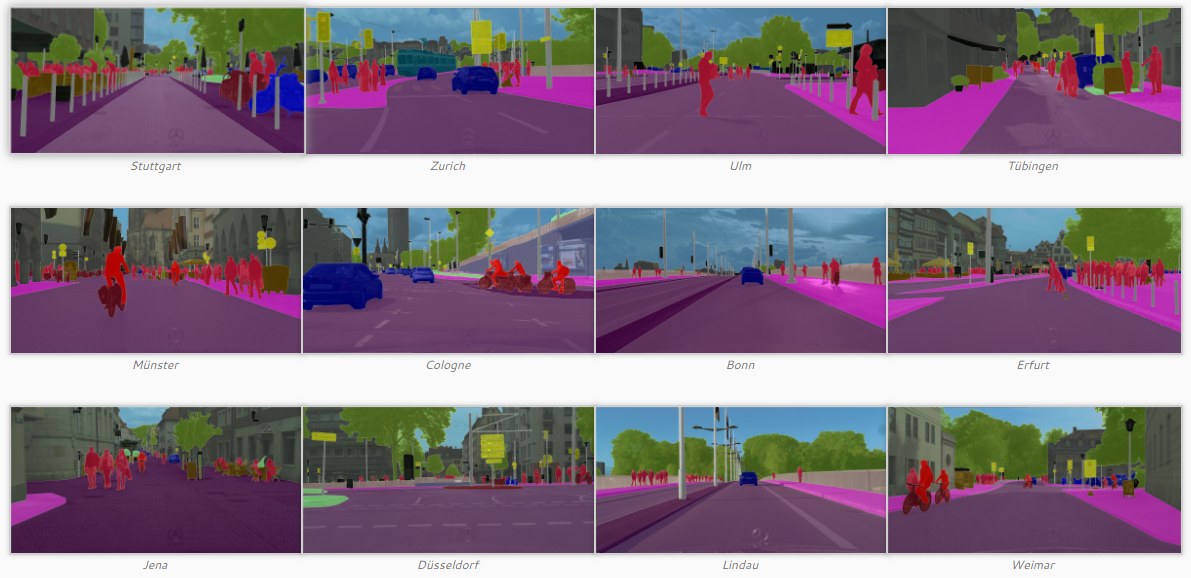 Stuttgart
Zurich
Ulm
Tübingen
Münster
Cologne
Bonn
Erfurt
Jena
Düsseldorf
Lindau
Weimar